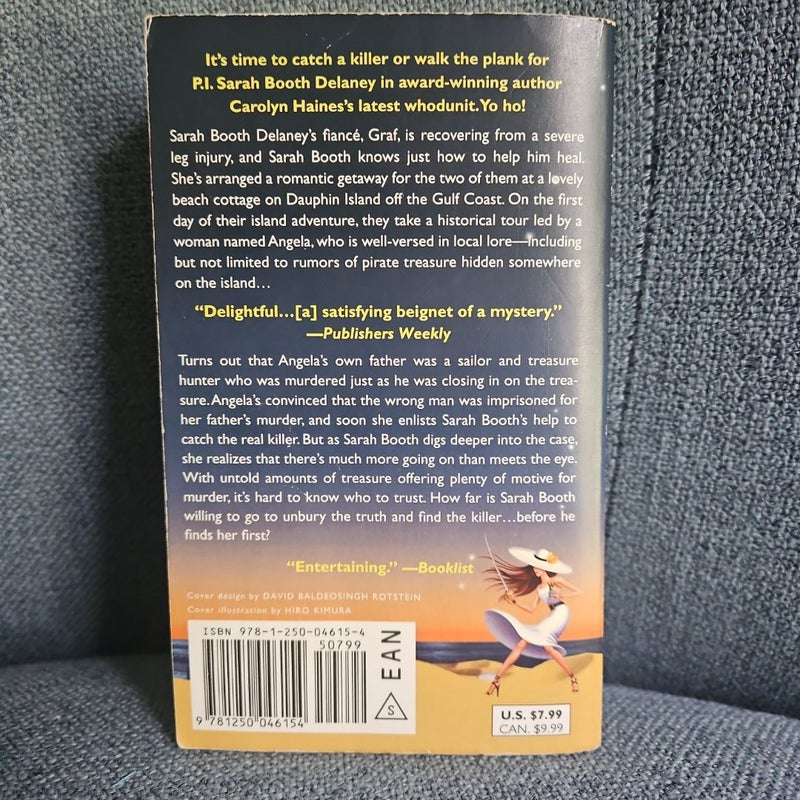 It's time to catch a killer or walk the plank for
P.I. Sarah Booth Delaney in award-winning author
Carolyn Haines's latest whodunit. Yo ho!
Sarah Booth Delaney's fiancé, Graf, is recovering from a severe
leg injury, and Sarah Booth knows just how to help him heal.
She's arranged a romantic getaway for the two of them at a lovely
beach cottage on Dauphin Island off the Gulf Coast. On the first
day of their island adventure, they take a historical tour led by a
woman named Angela, who is well-versed in local lore—including
but not limited to rumors of pirate treasure hidden somewhere
on the island...
"Delightful...[a] satisfying beignet of a mystery."
—Publishers Weekly
Turns out that Angela's own father was a sailor and treasure
hunter who was murdered just as he was closing in on the trea-
sure. Angela's convinced that the wrong man was imprisoned for
her father's murder, and soon she enlists Sarah Booth's help to
catch the real killer. But as Sarah Booth digs deeper into the case,
she realizes that there's much more going on than meets the eye.
With untold amounts of treasure offering plenty of motive for
murder, it's hard to know who to trust. How far is Sarah Booth
willing to go to unbury the truth and find the killer...before he
finds her first?
"Entertaining." —Booklist
Cover design by DAVID BALDEOSINGH ROTSTEIN
Cover illustration by HIRO KIMURA
ISBN 978-1-250-04615-4
50799
9 781250 046154
EAN
S
U.S. $7.99
CAN. $9.99